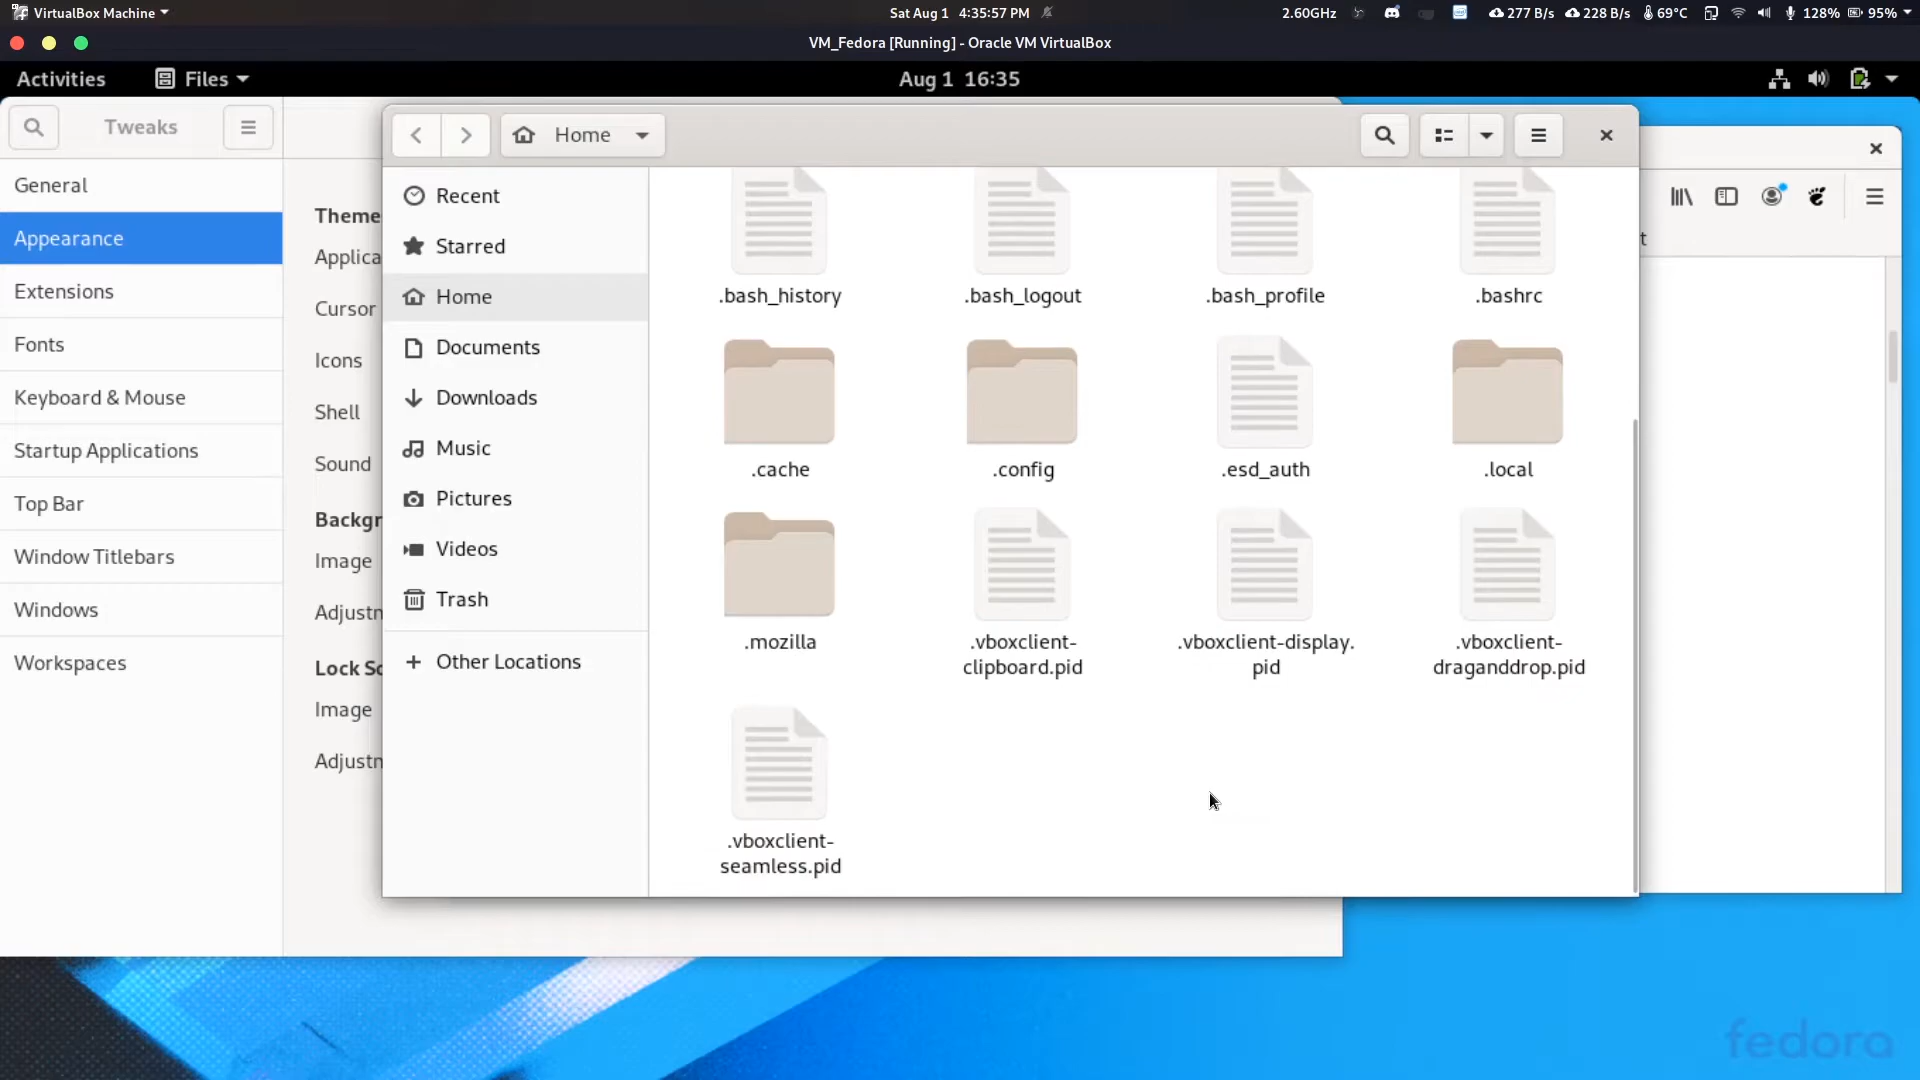 VirtualBox Machine
Sat Aug 1 4:35:57 PM
2.60GHz
277 B/s
228 B/s
69°C
128%
95%
VM_Fedora [Running] - Oracle VM VirtualBox
Activities
Files
Aug 1 16:35
Tweaks
General
Appearance
Extensions
Fonts
Keyboard & Mouse
Startup Applications
Top Bar
Window Titlebars
Windows
Workspaces
Theme
Applica
Cursor
Icons
Shell
Sound
Backgr
Image
Adjustn
Lock Sc
Image
Adjustn
Home
Recent
Starred
Home
Documents
Downloads
Music
Pictures
Videos
Trash
Other Locations
.bash_history
.bash_logout
.bash_profile
.bashrc
.cache
.config
.esd_auth
.local
.mozilla
.vboxclient-
clipboard.pid
.vboxclient-display.
pid
.vboxclient-
draganddrop.pid
.vboxclient-
seamless.pid
t
fedora